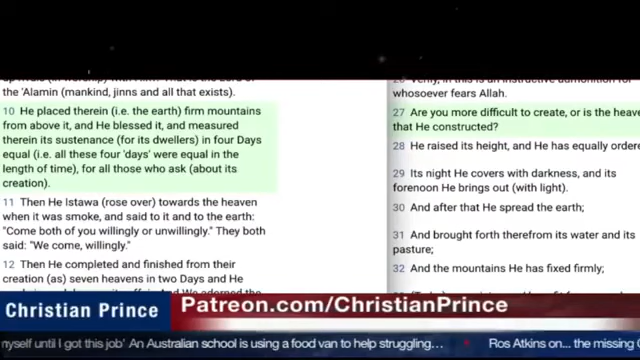 the 'Alamin (mankind, jinns and all that exists).
10 He placed therein (i.e. the earth) firm mountains
from above it, and He blessed it, and measured
therein its sustenance (for its dwellers) in four Days
equal (i.e. all these four 'days' were equal in the
length of time), for all those who ask (about its
creation).
11 Then He Istawa (rose over) towards the heaven
when it was smoke, and said to it and to the earth:
"Come both of you willingly or unwillingly." They both
said: "We come, willingly."
12 Then He completed and finished from their
creation (as) seven heavens in two Days and He
whosoever fears Allah.
27 Are you more difficult to create, or is the heave
that He constructed?
28 He raised its height, and He has equally ordere
29 Its night He covers with darkness, and its
forenoon He brings out (with light).
30 And after that He spread the earth;
31 And brought forth therefrom its water and its
pasture;
32 And the mountains He has fixed firmly;
Christian Prince
Patreon.com/ChristianPrince
myself until I got this job' An Australian school is using a food van to help struggling... Ros Atkins on... the missing